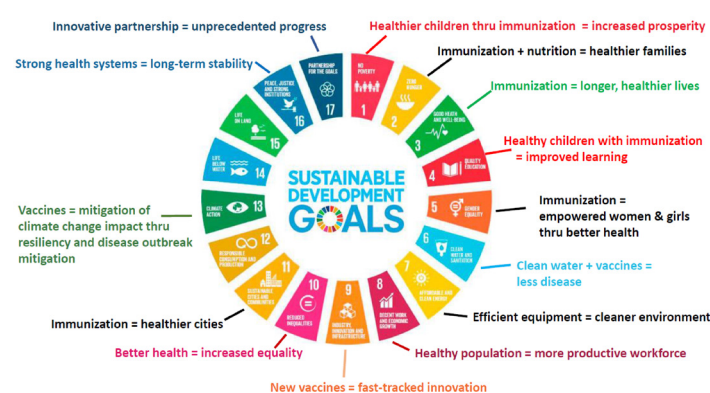 Innovative partnership = unprecedented progress
Healthier children thru immunization = increased prosperity
Immunization + nutrition = healthier families
Strong health systems = long-term stability
Immunization = longer, healthier lives
Healthy children with immunization
= improved learning
Immunization =
empowered women & girls
thru better health
Vaccines = mitigation of
climate change impact thru
resiliency and disease outbreak
mitigation
Clean water + vaccines =
less disease
Efficient equipment = cleaner environment
Immunization = healthier cities
Better health = increased equality
Healthy population = more productive workforce
New vaccines = fast-tracked innovation
SUSTAINABLE
DEVELOPMENT
GOALS
NO
POVERTY
1
ZERO
HUNGER
2
GOOD HEALTH
AND WELL-BEING
3
4
QUALITY
EDUCATION
5
GENDER
EQUALITY
6
CLEAN
WATER AND
SANITATION
7
AFFORDABLE AND
CLEAN ENERGY
8
DECENT WORK
AND ECONOMIC
GROWTH
9
INDUSTRY,
INNOVATION AND
INFRASTRUCTURE
10
REDUCED
INEQUALITIES
11
SUSTAINABLE
CITIES AND
COMMUNITIES
12
RESPONSIBLE
CONSUMPTION AND
PRODUCTION
CLIMATE
ACTION
13
LIFE
BELOW
WATER
14
LIFE
ON LAND
15
PEACE, JUSTICE
AND STRONG
INSTITUTIONS
16
PARTNERSHIP
FOR THE GOALS
17